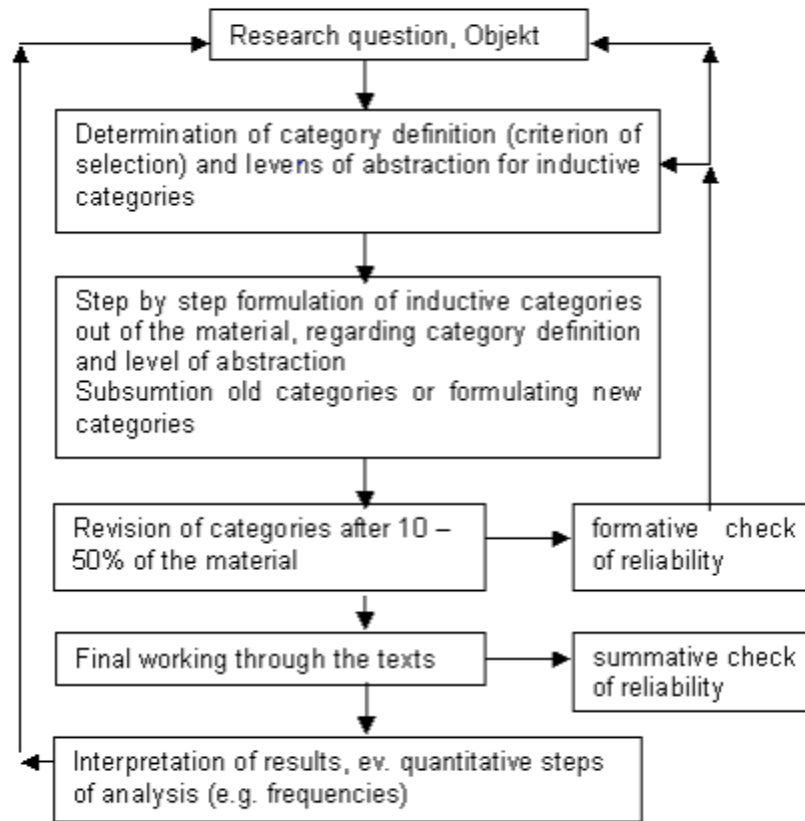 Research question, Objekt
Determination of category definition (criterion of
selection) and levens of abstraction for inductive
categories
Step by step formulation of inductive categories
out of the material, regarding category definition
and level of abstraction
Subsumtion old categories or formulating new
categories
Revision of categories after 10 –
50% of the material
formative check
of reliability
Final working through the texts
summative check
of reliability
Interpretation of results, ev. quantitative steps
of analysis (e.g. frequencies)